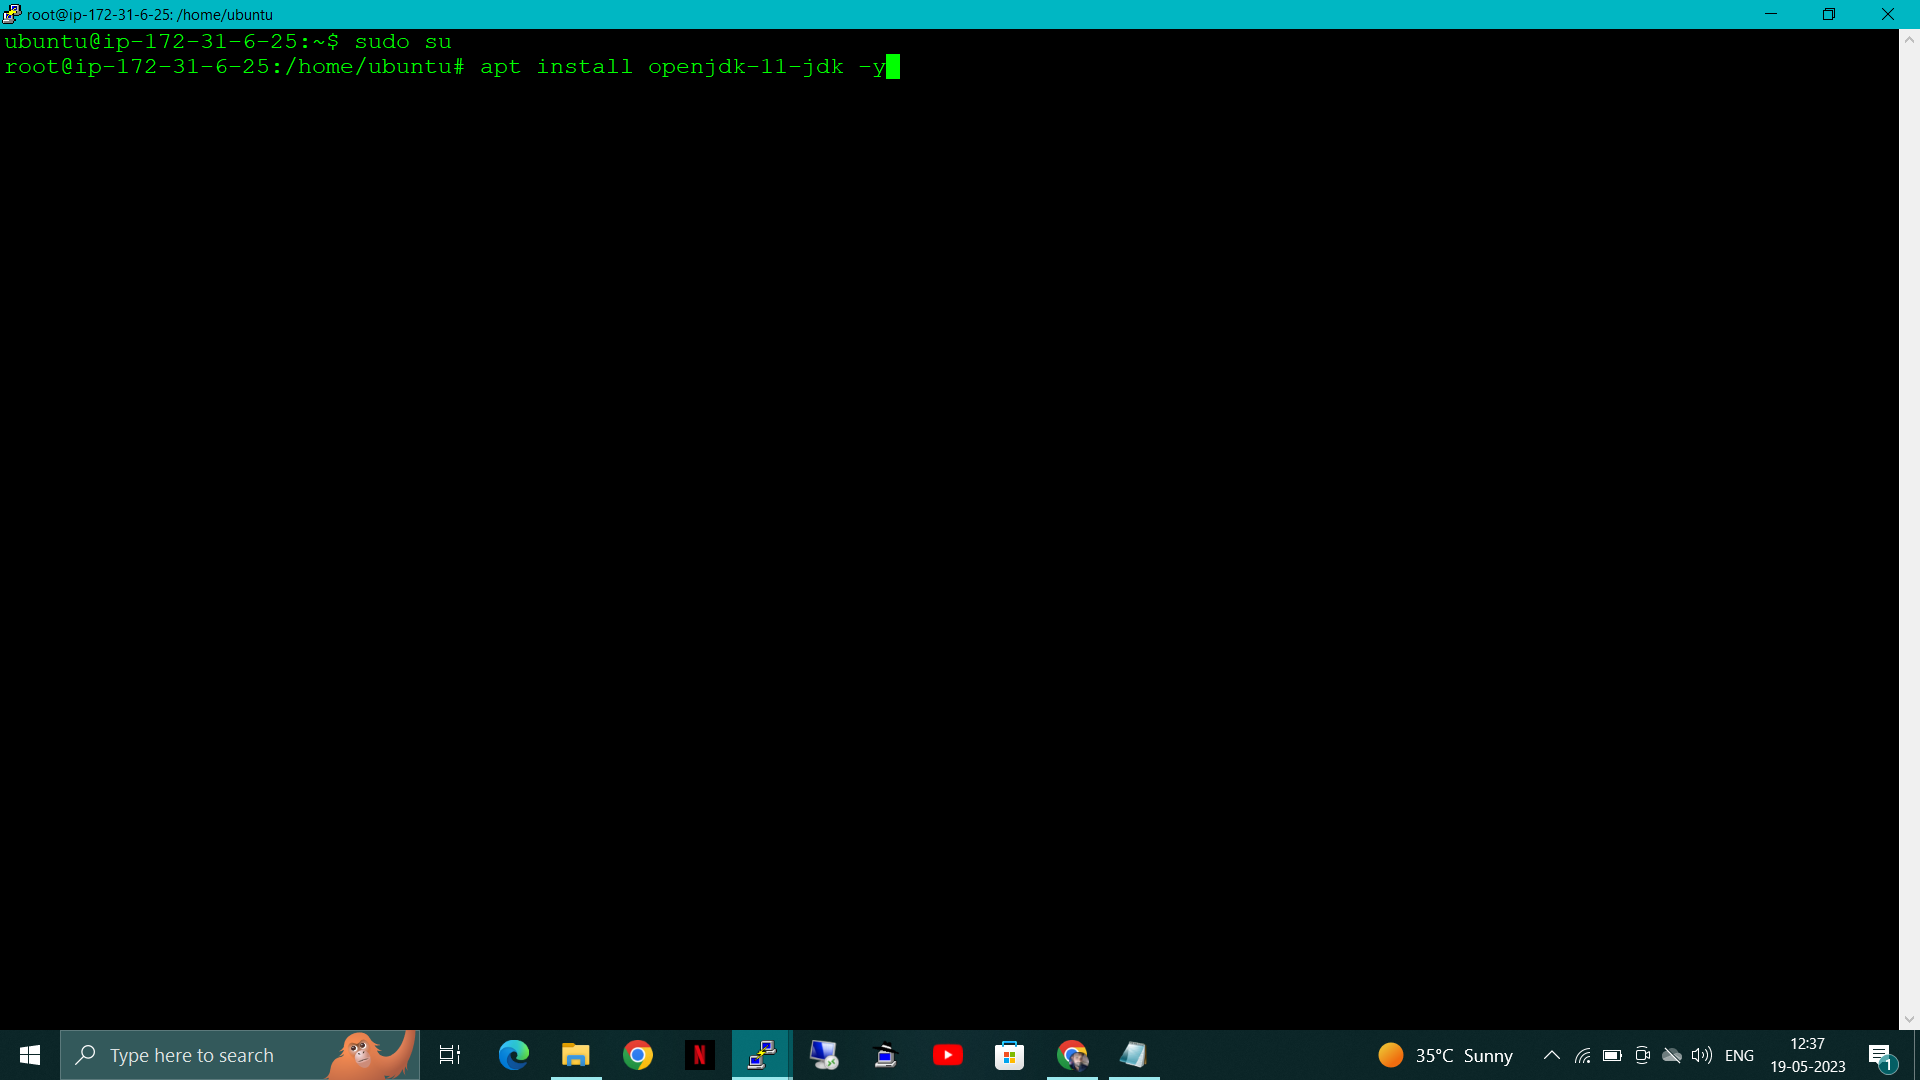 root@ip-172-31-6-25: /home/ubuntu
ubuntu@ip-172-31-6-25:~$ sudo su
root@ip-172-31-6-25:/home/ubuntu# apt install openjdk-11-jdk -y
Type here to search
N
35°C Sunny
ENG
12:37
19-05-2023
1